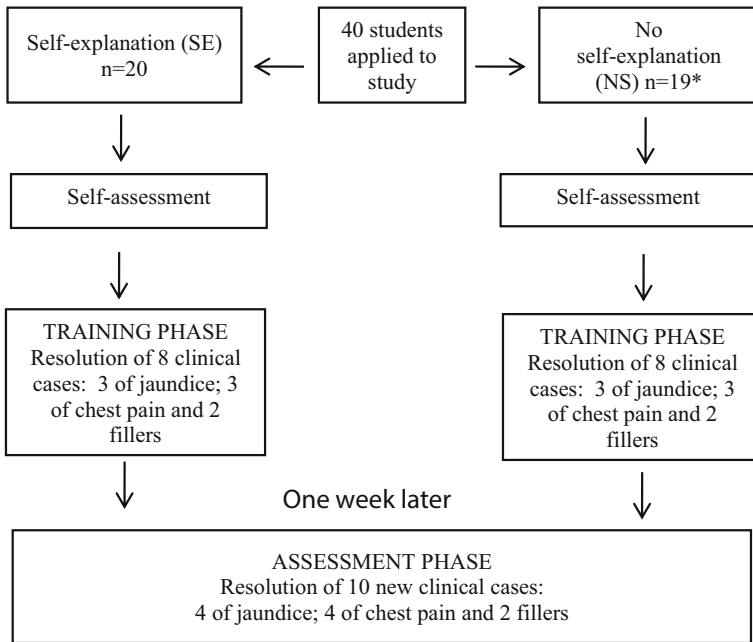 Self-explanation (SE)
n=20
40 students
applied to
study
No
self-explanation
(NS) n=19*
Self-assessment
Self-assessment
TRAINING PHASE
Resolution of 8 clinical
cases: 3 of jaundice; 3
of chest pain and 2
fillers
TRAINING PHASE
Resolution of 8 clinical
cases: 3 of jaundice; 3
of chest pain and 2
fillers
One week later
ASSESSMENT PHASE
Resolution of 10 new clinical cases:
4 of jaundice; 4 of chest pain and 2 fillers